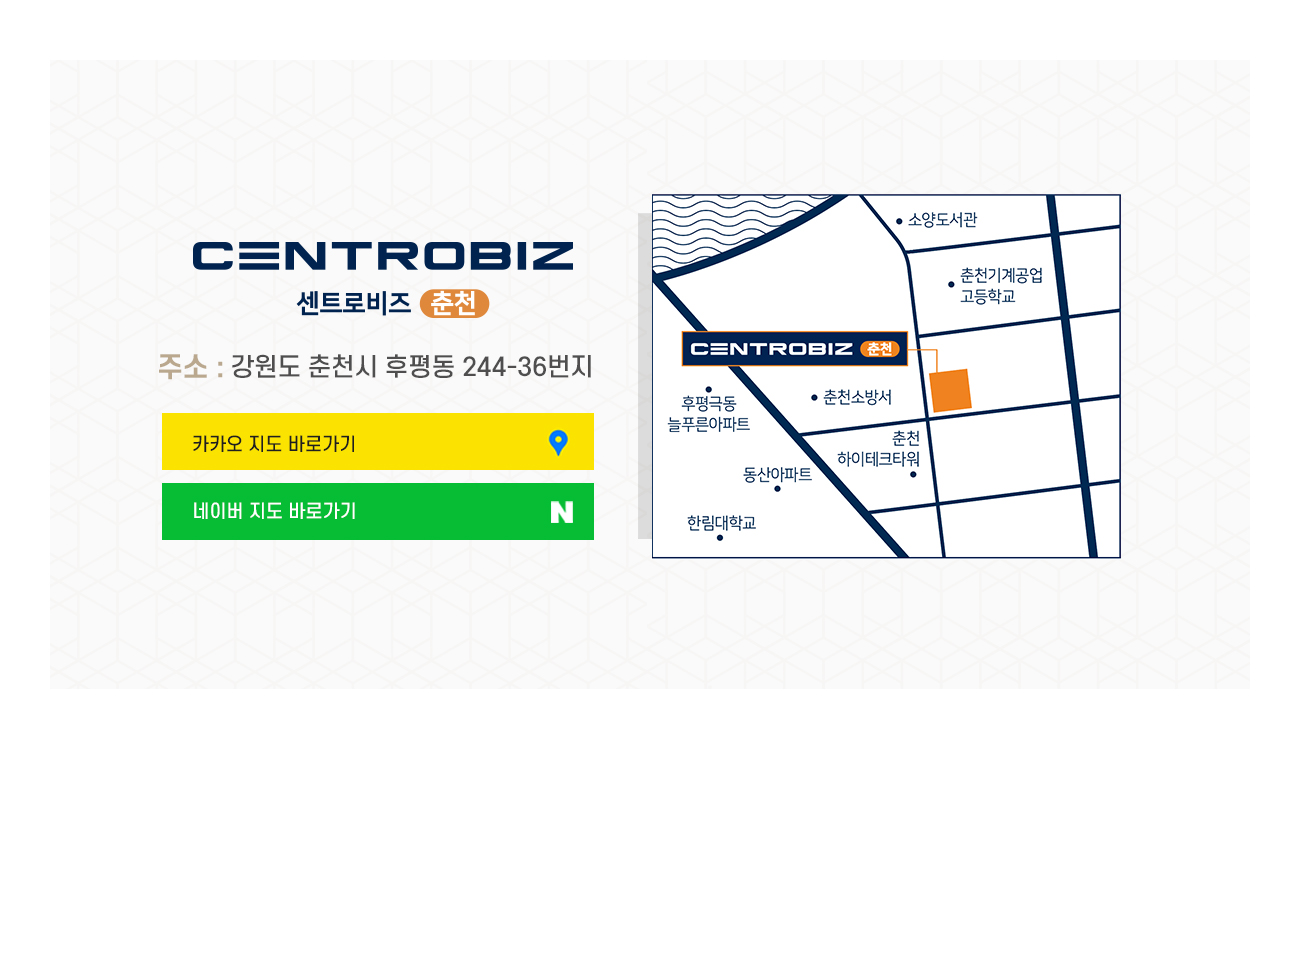 CENTROBIZ
센트로비즈 춘천
주소 : 강원도 춘천시 후평동 244-36번지
카카오 지도 바로가기
네이버 지도 바로가기
N
소양도서관
춘천기계공업
고등학교
CENTROBIZ 춘천
후평극동
늘푸른아파트
춘천소방서
춘천
하이테크타워
동산아파트
한림대학교